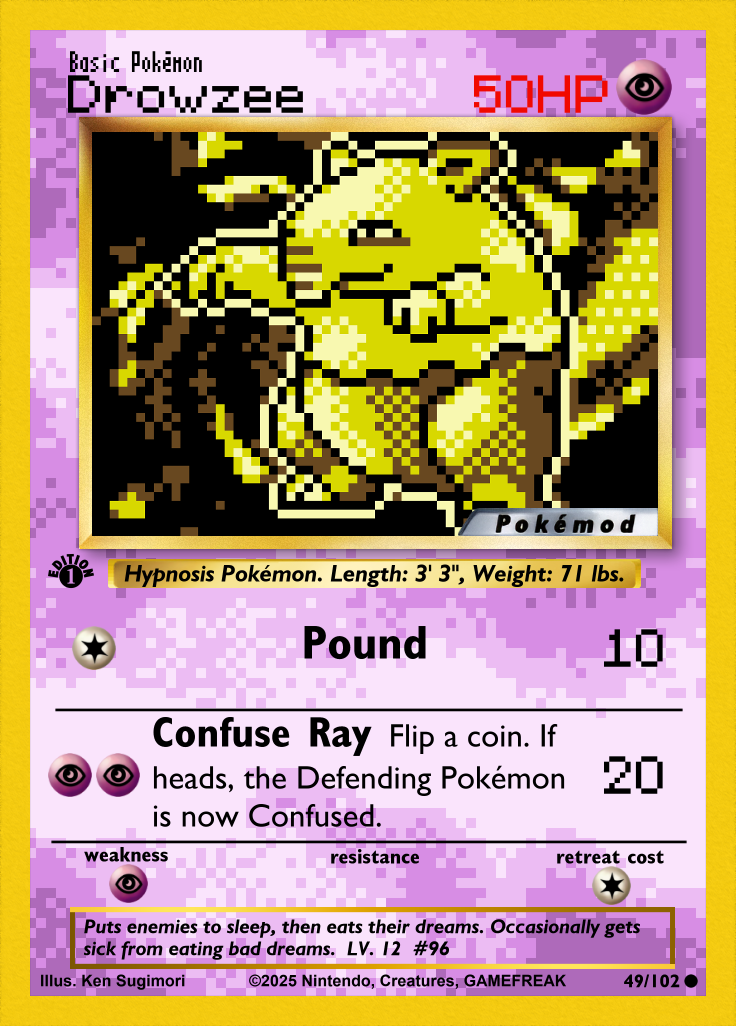 Basic Pokémon
Drowzee 50HP
Pokémod
EDITION
1
Hypnosis Pokémon. Length: 3' 3", Weight: 71 lbs.
Pound 10
Confuse Ray Flip a coin. If
heads, the Defending Pokémon
is now Confused.
20
weakness resistance retreat cost
Puts enemies to sleep, then eats their dreams. Occasionally gets
sick from eating bad dreams. LV. 12 #96
Illus. Ken Sugimori ©2025 Nintendo, Creatures, GAMEFREAK 49/102